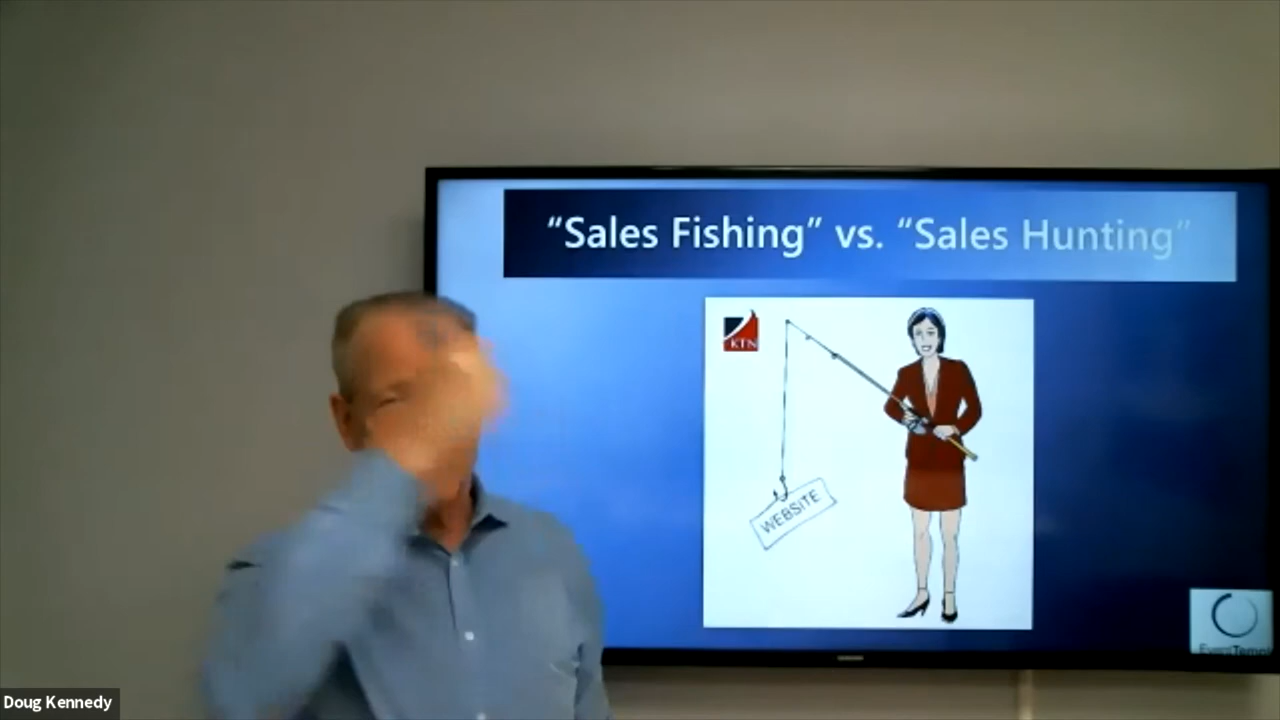 “Sales Fishing” vs. “Sales Hunting”
KTN
WEBSITE
Doug Kennedy